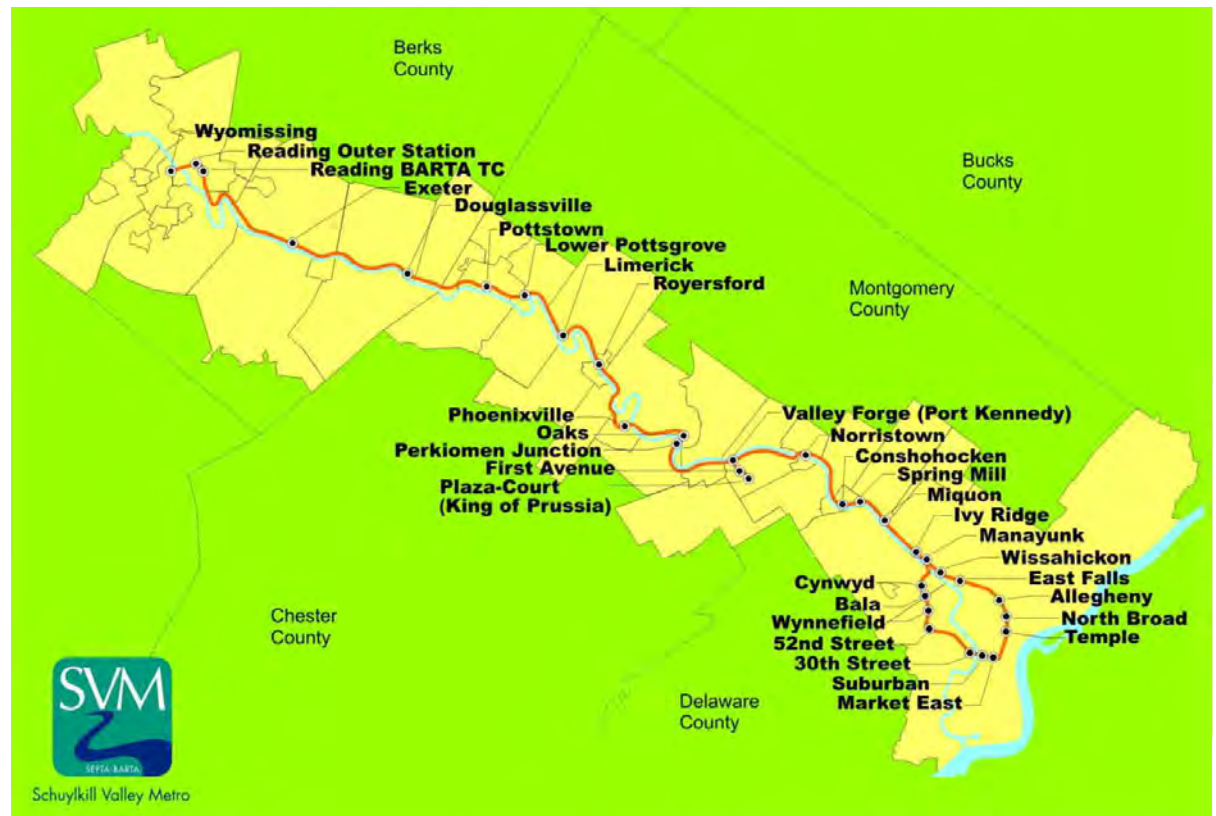 Berks
County
Wyomissing
Reading Outer Station
Reading BARTA TC
Exeter
Douglassville
Pottstown
Lower Pottsgrove
Limerick
Royersford
Bucks
County
Montgomery
County
Phoenixville
Oaks
Perkiomen Junction
First Avenue
Plaza-Court
(King of Prussia)
Valley Forge (Port Kennedy)
Norristown
Conshohocken
Spring Mill
Miquon
Ivy Ridge
Manayunk
Wissahickon
East Falls
Allegheny
North Broad
Temple
Cynwyd
Bala
Wynnefield
52nd Street
30th Street
Suburban
Market East
Chester
County
Delaware
County
SVM
SEPTA-BARTA
Schuylkill Valley Metro